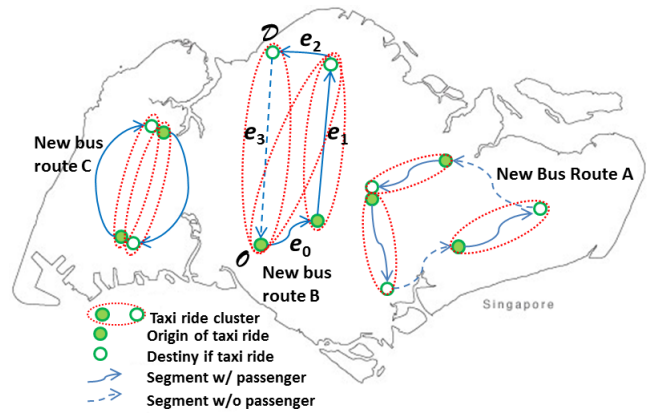 D
e2
New bus
route C
e3
e1
New Bus Route A
O
e0
New bus
route B
Singapore
Taxi ride cluster
Origin of taxi ride
Destiny if taxi ride
Segment w/ passenger
Segment w/o passenger